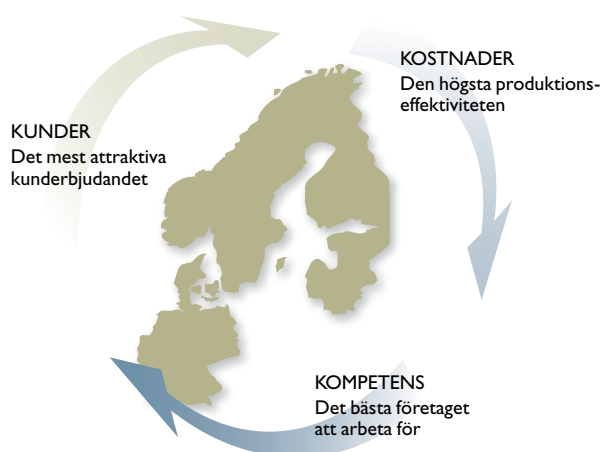 KOSTNADER
Den högsta produktions-
effektiviteten
KUNDER
Det mest attraktiva
kunderbjudandet
KOMPETENS
Det bästa företaget
att arbeta för